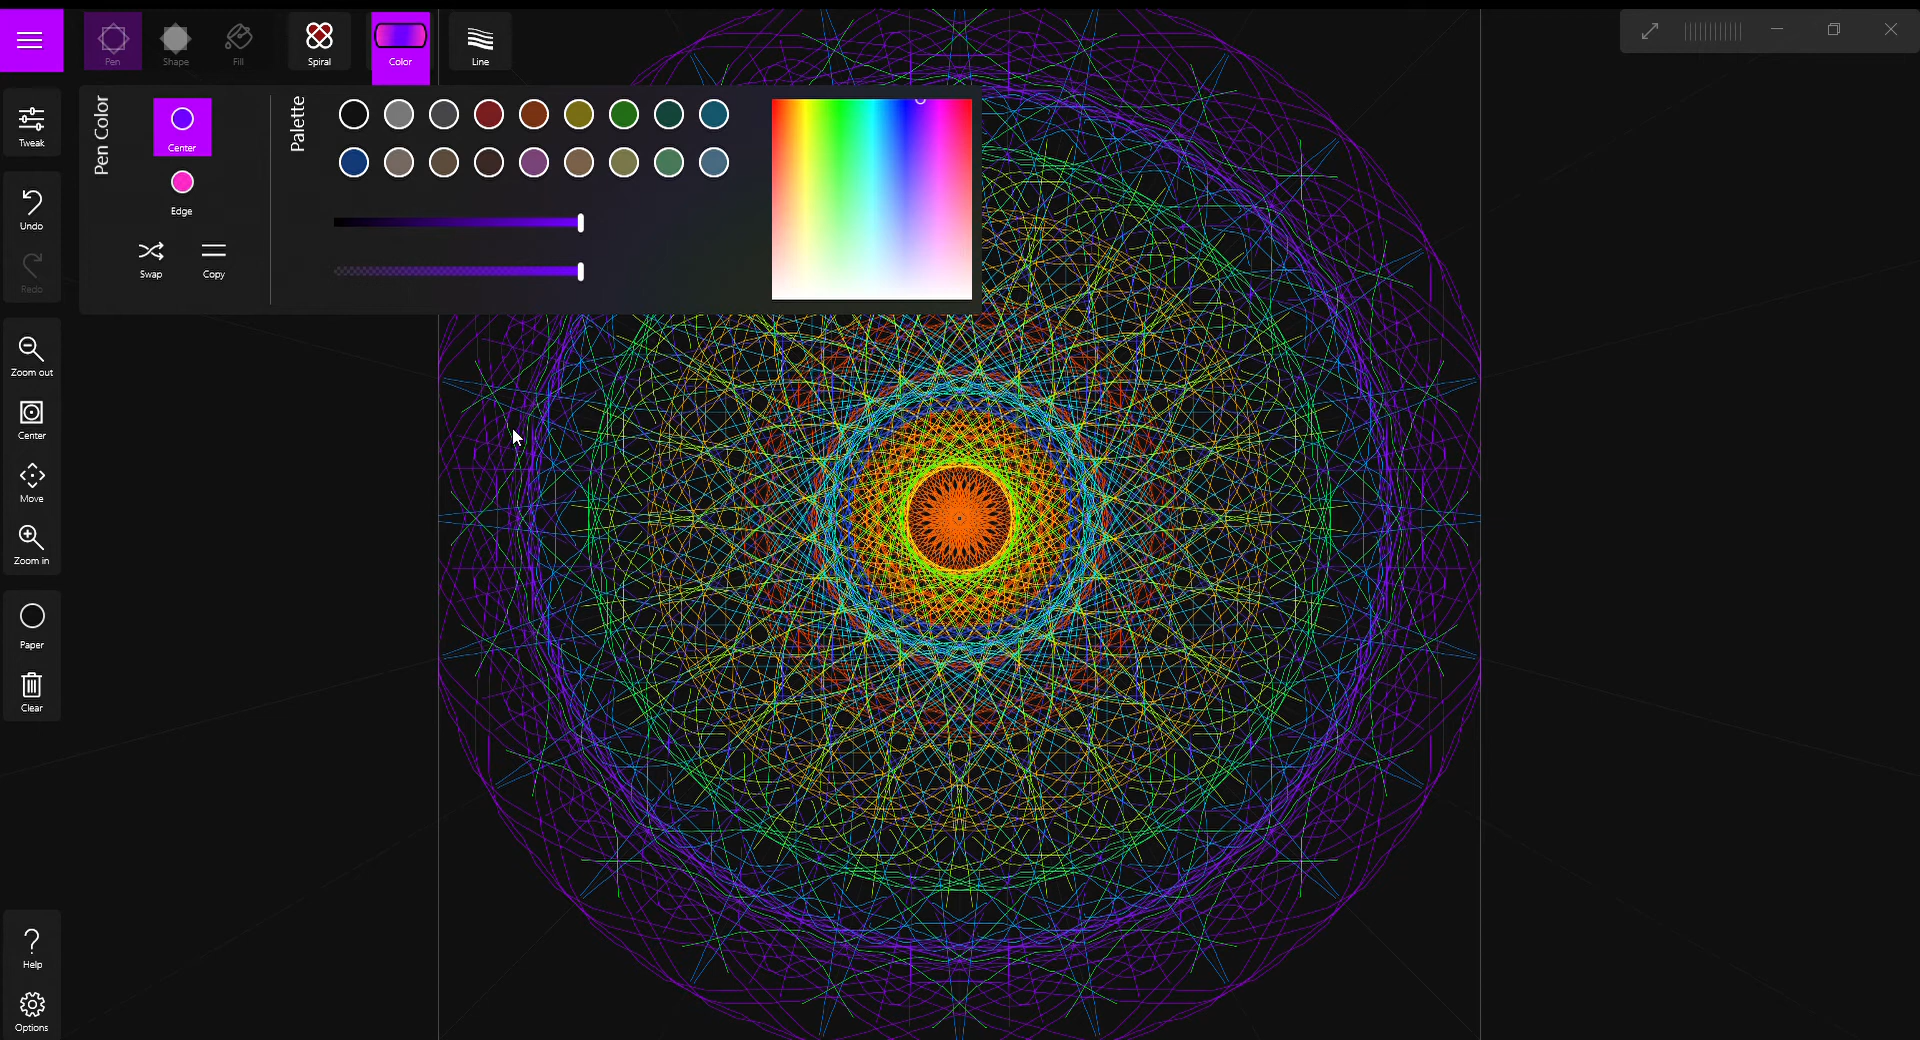 Pen
Shape
Fill
Spiral
Color
Line
Tweak
Undo
Redo
Zoom out
Center
Move
Zoom in
Paper
Clear
Help
Options
Pen Color
Center
Edge
Swap
Copy
Palette